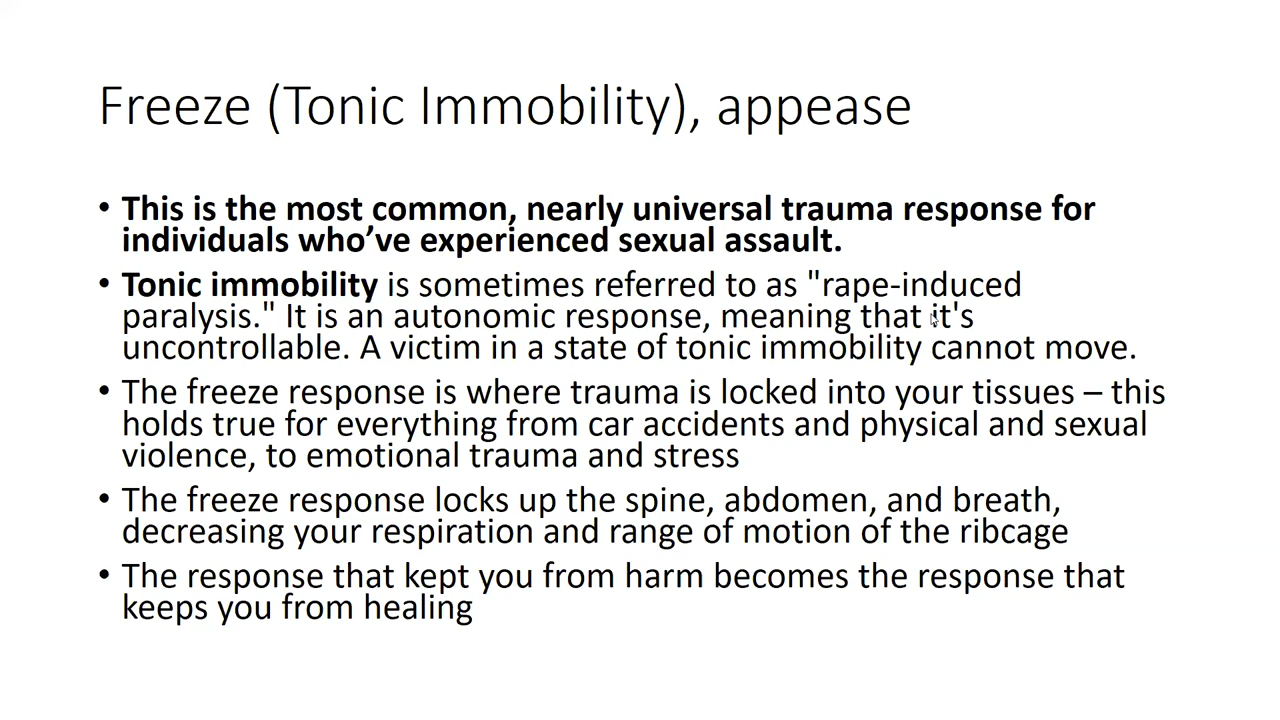 Freeze (Tonic Immobility), appease
• This is the most common, nearly universal trauma response for
individuals who’ve experienced sexual assault.
• Tonic immobility is sometimes referred to as "rape-induced
paralysis." It is an autonomic response, meaning that it's
uncontrollable. A victim in a state of tonic immobility cannot move.
• The freeze response is where trauma is locked into your tissues – this
holds true for everything from car accidents and physical and sexual
violence, to emotional trauma and stress
• The freeze response locks up the spine, abdomen, and breath,
decreasing your respiration and range of motion of the ribcage
• The response that kept you from harm becomes the response that
keeps you from healing